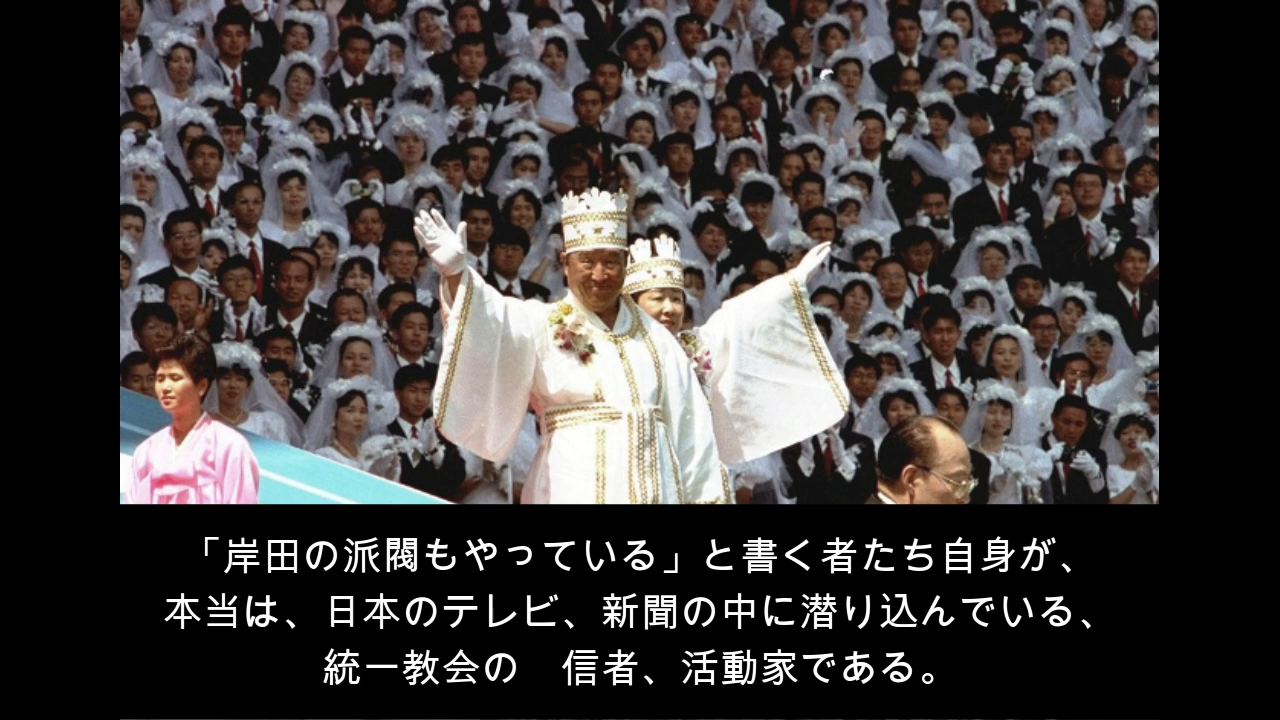 「岸田の派閥もやっている」と書く者たち自身が、
本当は、日本のテレビ、新聞の中に潜り込んでいる、
統一教会の　信者、活動家である。